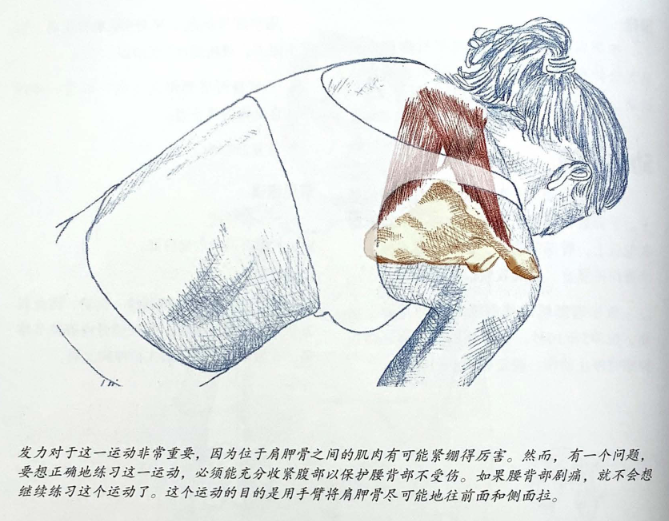 发力对于这一运动非常重要，因为位于肩胛骨之间的肌肉有可能紧绷得厉害。然而，有一个问题，
要想正确地练习这一运动，必须能充分收紧腹部以保护腰背部不受伤。如果腰背部刷痛，就不会想
继续练习这个运动了。这个运动的目的是用手臂将肩胛骨尽可能地往前面和侧面拉。